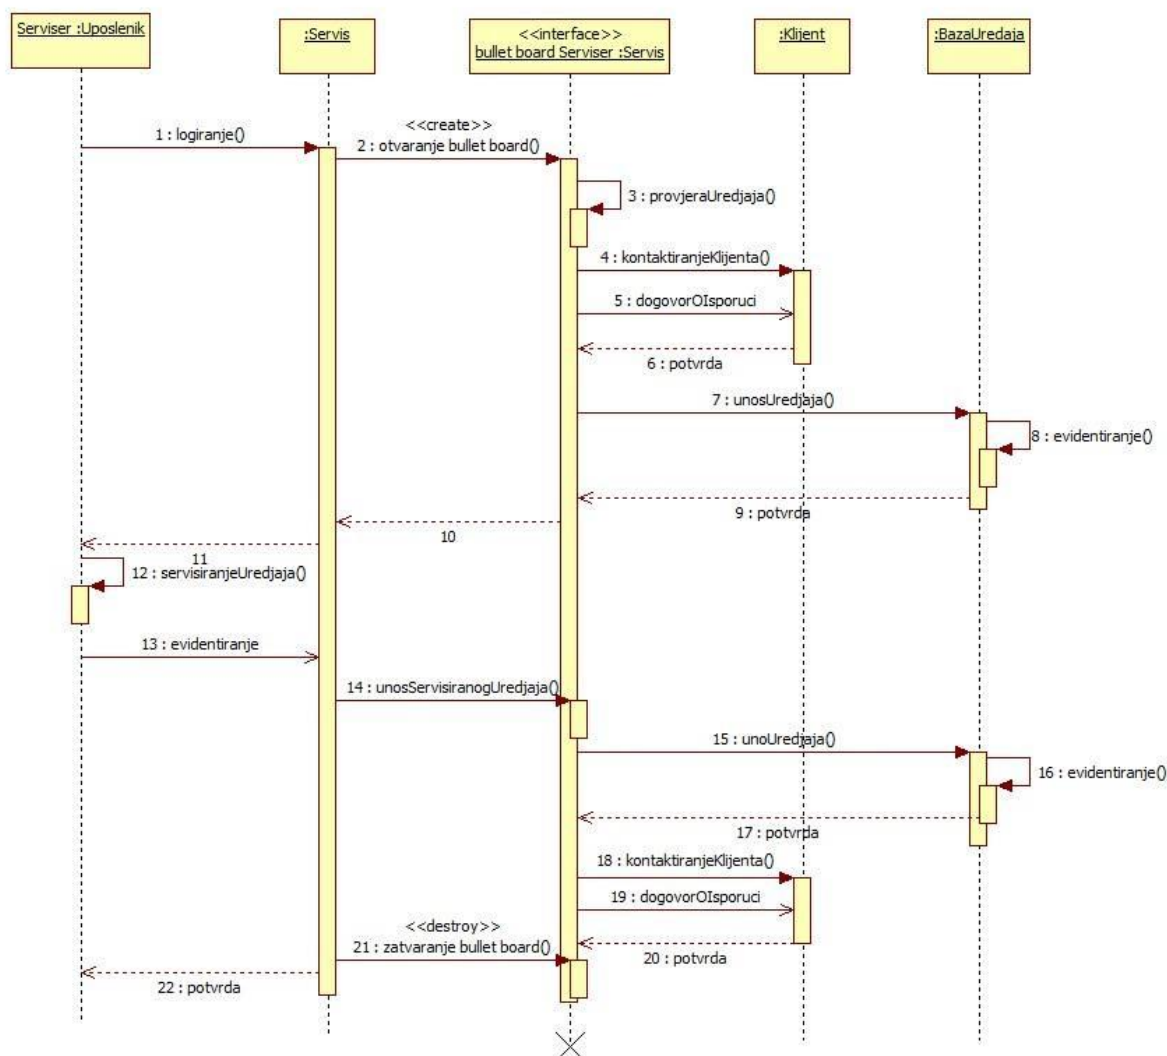 Serviser :Uposlenik
:Servis
<<interface>>
bullet board Serviser :Servis
:Klijent
:BazaUredaja
1 : logiranje()
<<create>>
2 : otvaranje bullet board()
3 : provjeraUredjaja()
4 : kontaktiranjeKlijenta()
5 : dogovorOIsporuci
6 : potvrda
7 : unosUredjaja()
8 : evidentiranje()
9 : potvrda
10
11
12 : servisiranjeUredjaja()
13 : evidentiranje
14 : unosServisiranogUredjaja()
15 : unoUredjaja()
16 : evidentiranje()
17 : potvrda
18 : kontaktiranjeKlijenta()
19 : dogovorOIsporuci
20 : potvrda
<<destroy>>
21 : zatvaranje bullet board()
22 : potvrda